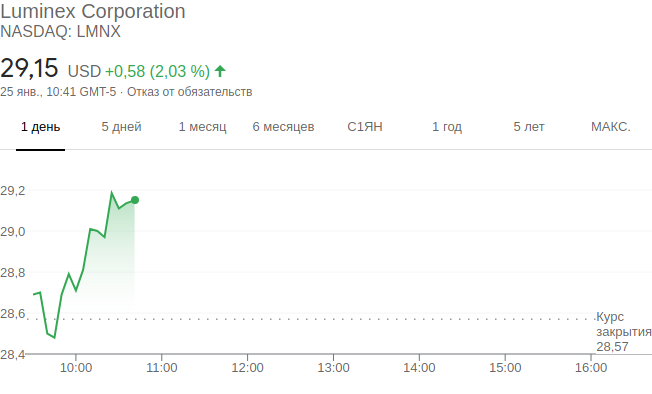 Luminex Corporation
NASDAQ: LMNX
29,15 USD +0,58 (2,03 %)
25 янв., 10:41 GMT-5 · Отказ от обязательств
1 день 5 дней 1 месяц 6 месяцев С1ЯН 1 год 5 лет МАКС.
29,2
29,0
28,8
28,6
28,4
Курс
закрытия
28,57
10:00 11:00 12:00 13:00 14:00 15:00 16:00